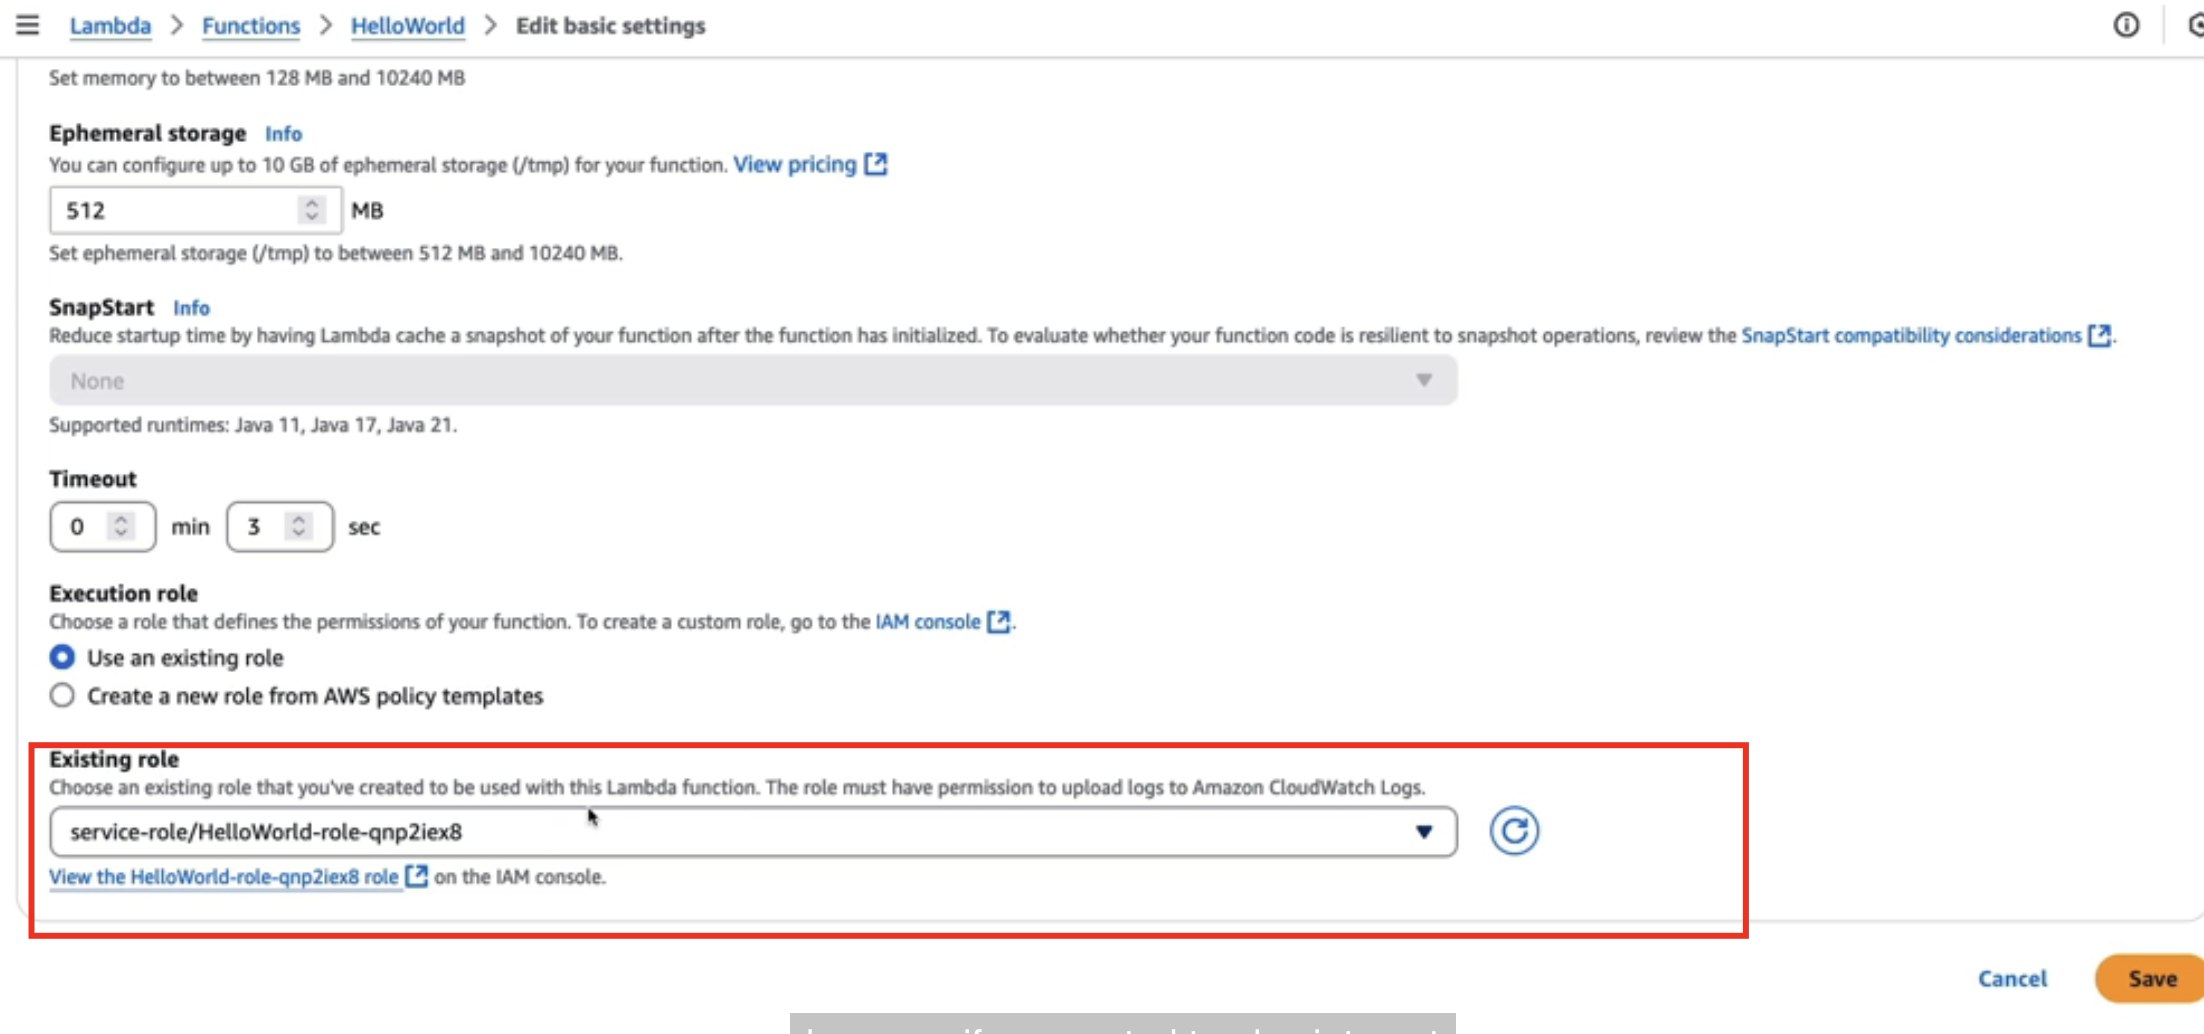 Lambda > Functions > HelloWorld > Edit basic settings
Set memory to between 128 MB and 10240 MB
Ephemeral storage Info
You can configure up to 10 GB of ephemeral storage (/tmp) for your function. View pricing
512 MB
Set ephemeral storage (/tmp) to between 512 MB and 10240 MB.
SnapStart Info
Reduce startup time by having Lambda cache a snapshot of your function after the function has initialized. To evaluate whether your function code is resilient to snapshot operations, review the SnapStart compatibility considerations.
None
Supported runtimes: Java 11, Java 17, Java 21.
Timeout
0 min 3 sec
Execution role
Choose a role that defines the permissions of your function. To create a custom role, go to the IAM console.
Use an existing role
Create a new role from AWS policy templates
Existing role
Choose an existing role that you've created to be used with this Lambda function. The role must have permission to upload logs to Amazon CloudWatch Logs.
service-role/HelloWorld-role-qnp2iex8
View the HelloWorld-role-qnp2iex8 role on the IAM console.
Cancel Save